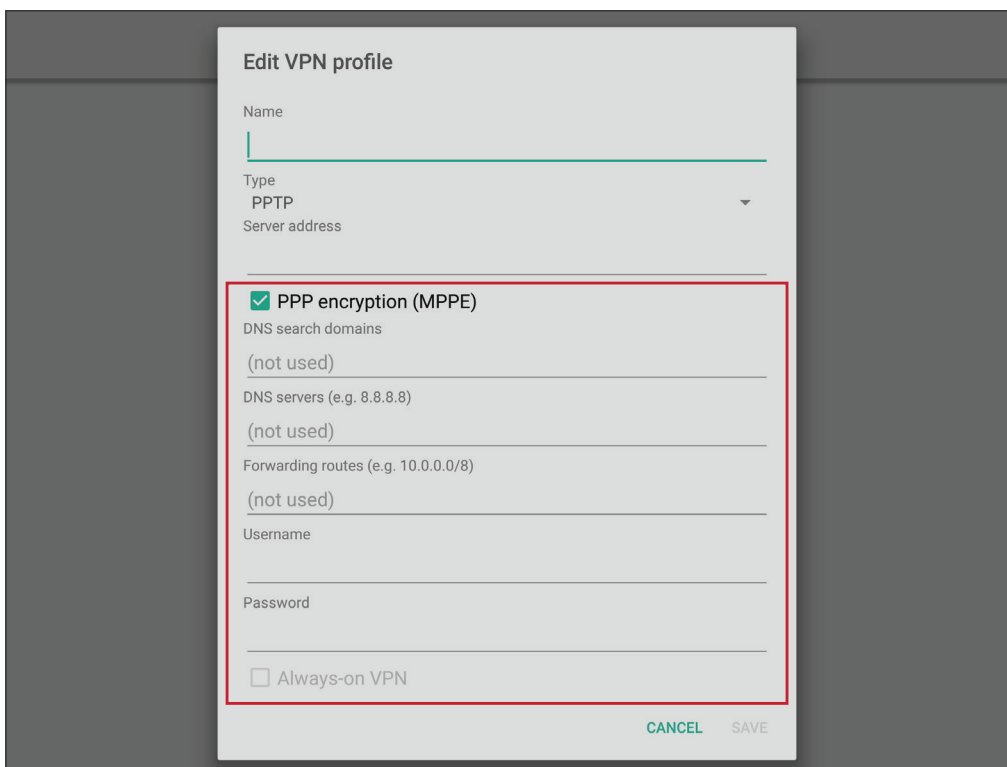 Edit VPN profile
Name
Type
PPTP
Server address
PPP encryption (MPPE)
DNS search domains
(not used)
DNS servers (e.g. 8.8.8.8)
(not used)
Forwarding routes (e.g. 10.0.0.0/8)
(not used)
Username
Password
Always-on VPN
CANCEL SAVE